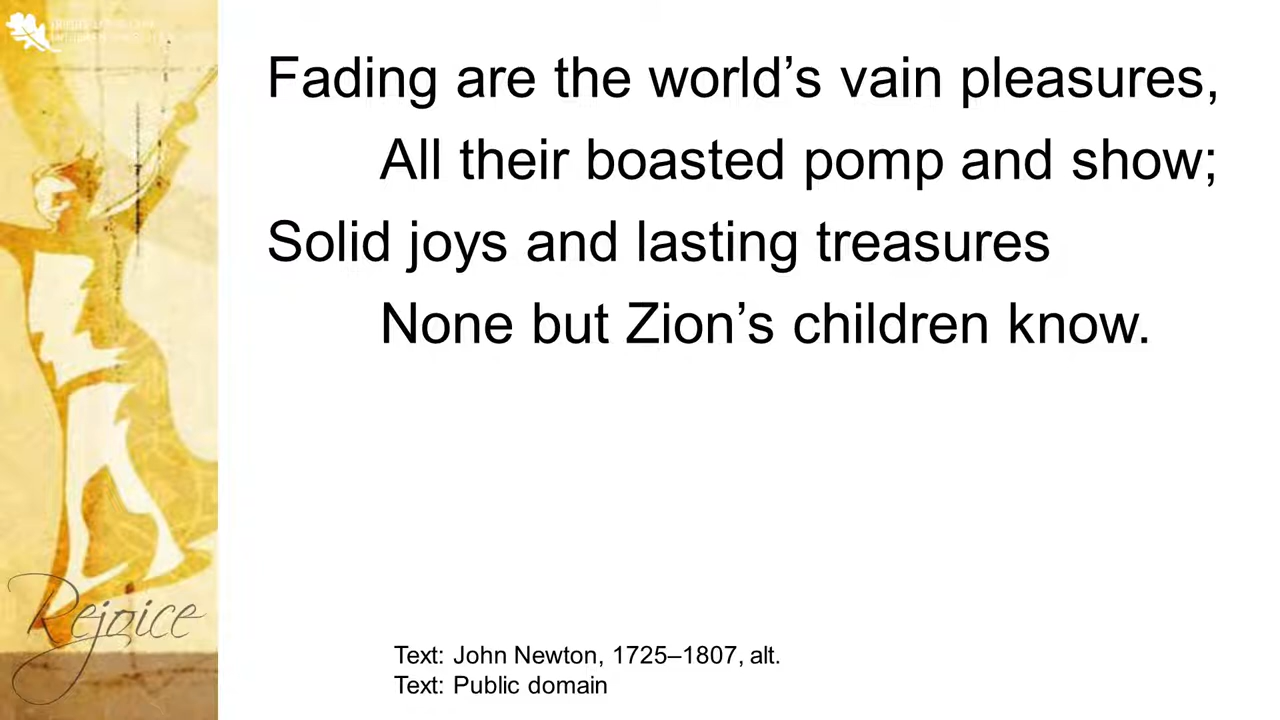 Fading are the world’s vain pleasures,
All their boasted pomp and show;
Solid joys and lasting treasures
None but Zion’s children know.
Rejoice
Text: John Newton, 1725–1807, alt.
Text: Public domain